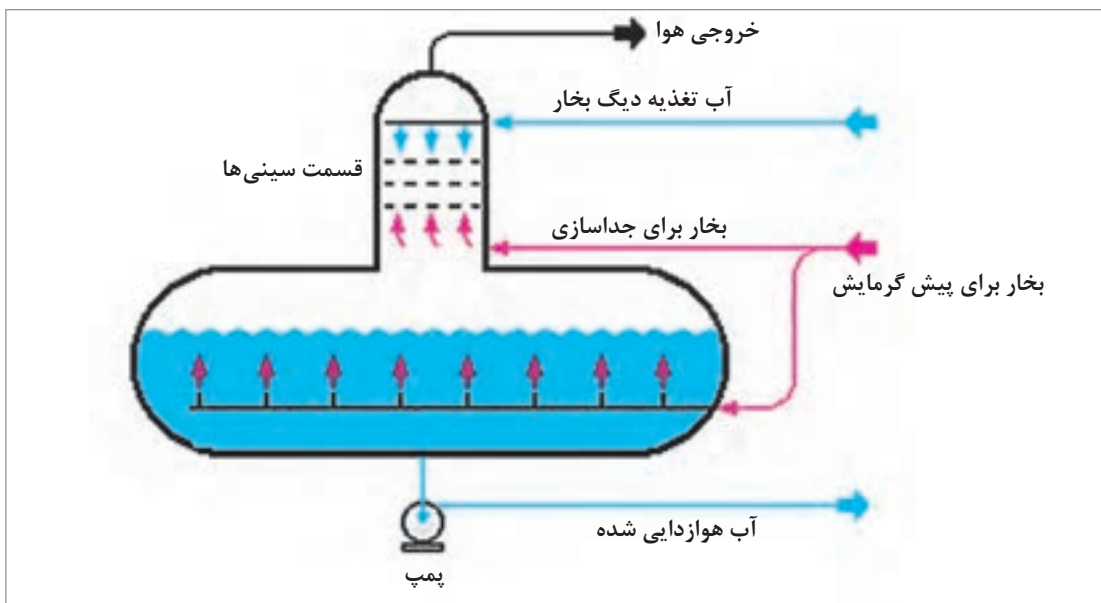 خروجی هوا
آب تغذیه دیگ بخار
قسمت سینی‌ها
بخار برای جداسازی
بخار برای پیش گرمایش
آب هوازدایی شده
پمپ